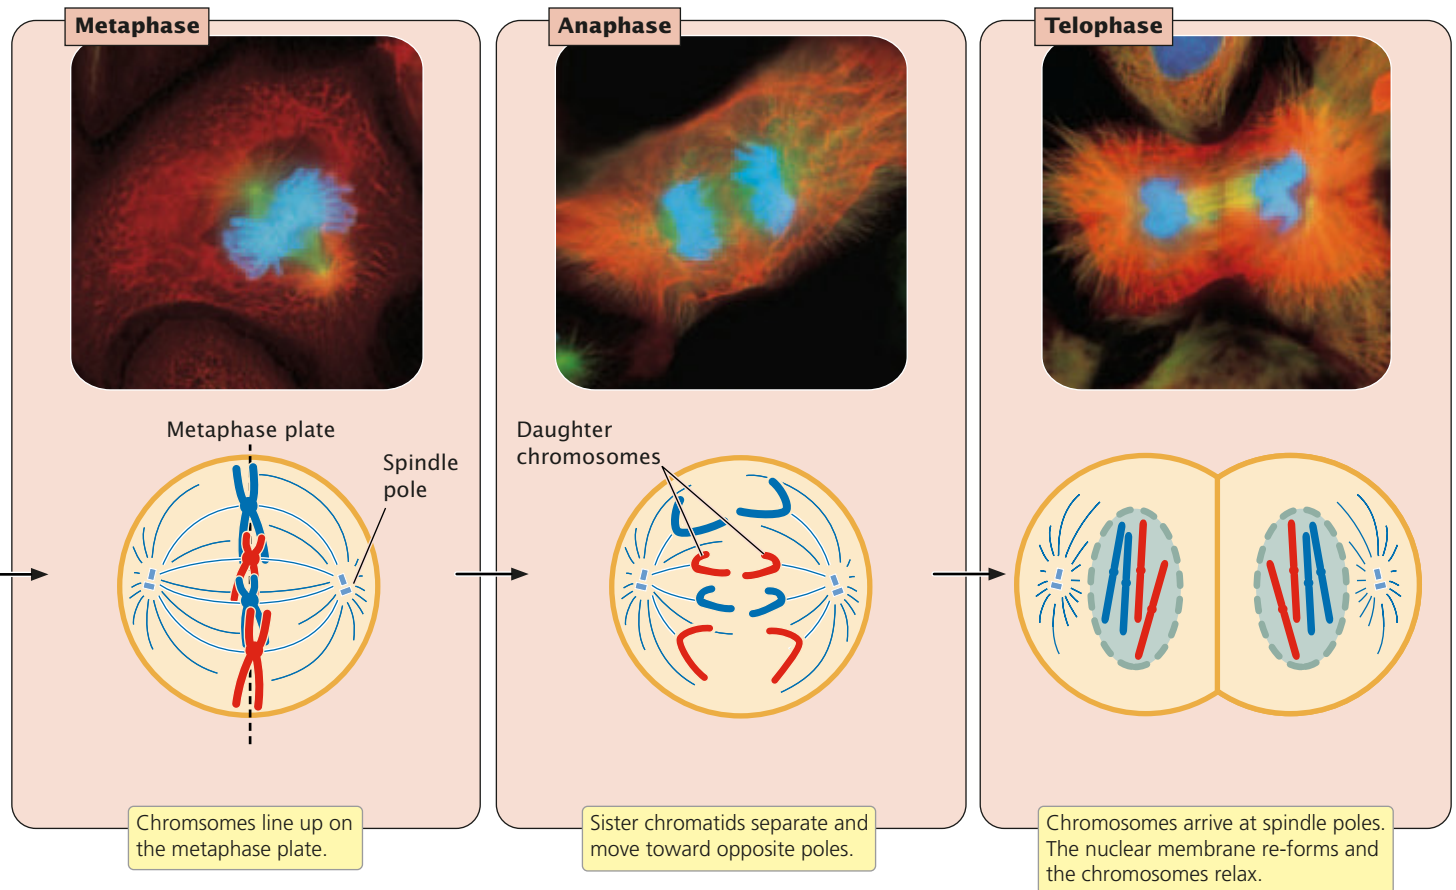 Metaphase
Anaphase
Telophase
Metaphase plate
Spindle
pole
Daughter
chromosomes
Chromsomes line up on
the metaphase plate.
Sister chromatids separate and
move toward opposite poles.
Chromosomes arrive at spindle poles.
The nuclear membrane re-forms and
the chromosomes relax.